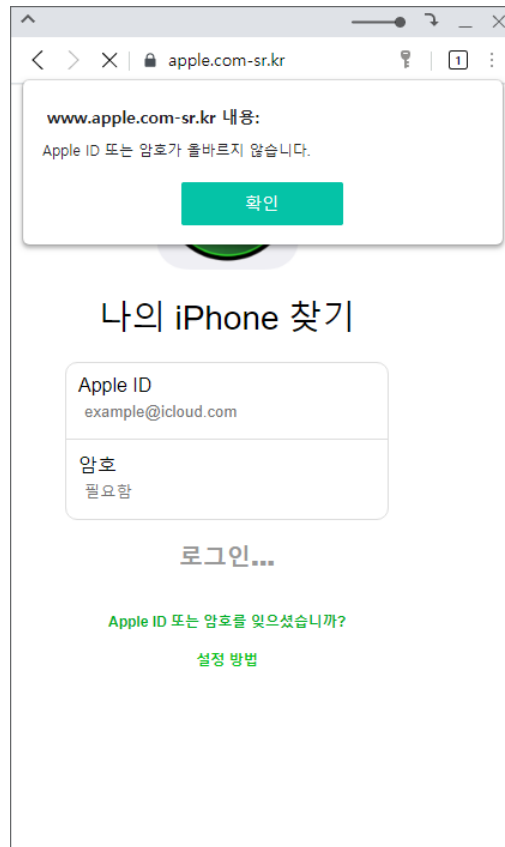 apple.com-sr.kr
1
www.apple.com-sr.kr 내용:
Apple ID 또는 암호가 올바르지 않습니다.
확인
나의 iPhone 찾기
Apple ID
example@icloud.com
암호
필요함
로그인...
Apple ID 또는 암호를 잊으셨습니까?
설정 방법